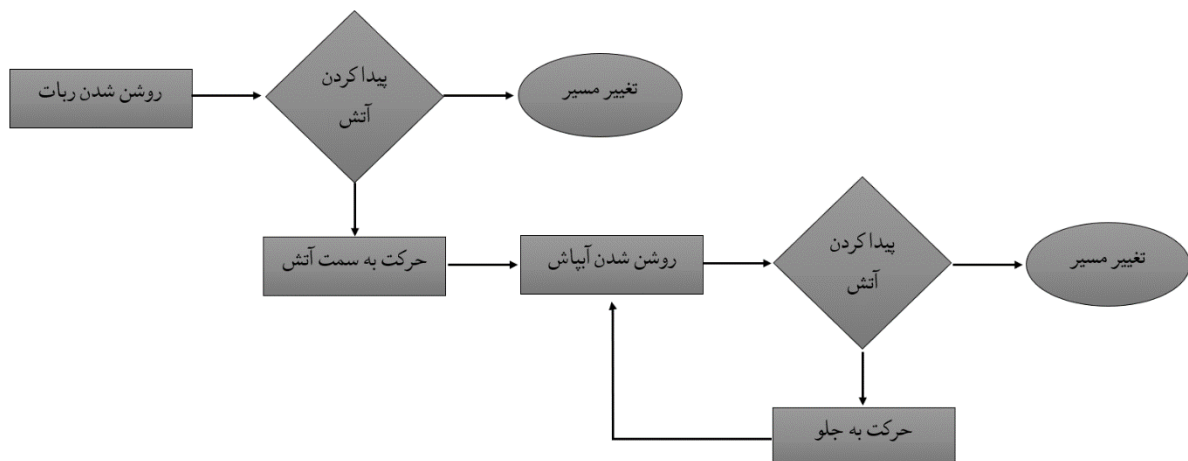 روشن شدن ربات
پیدا کردن
آتش
تغییر مسیر
حرکت به سمت آتش
روشن شدن آبپاش
پیدا کردن
آتش
تغییر مسیر
حرکت به جلو